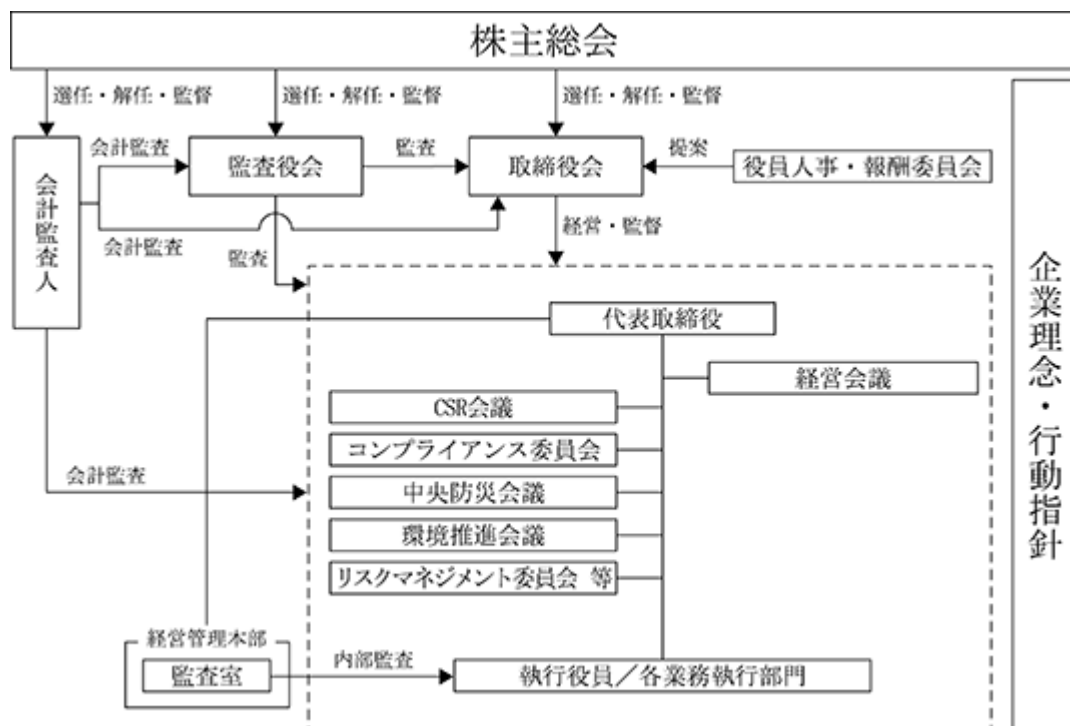 株主総会
選任・解任・監督
選任・解任・監督
選任・解任・監督
会計監査人
会計監査
監査役会
監査
取締役会
提案
役員人事・報酬委員会
会計監査
監査
経営・監督
企業理念・行動指針
代表取締役
経営会議
CSR会議
コンプライアンス委員会
会計監査
中央防災会議
環境推進会議
リスクマネジメント委員会 等
経営管理本部
監査室
内部監査
執行役員／各業務執行部門